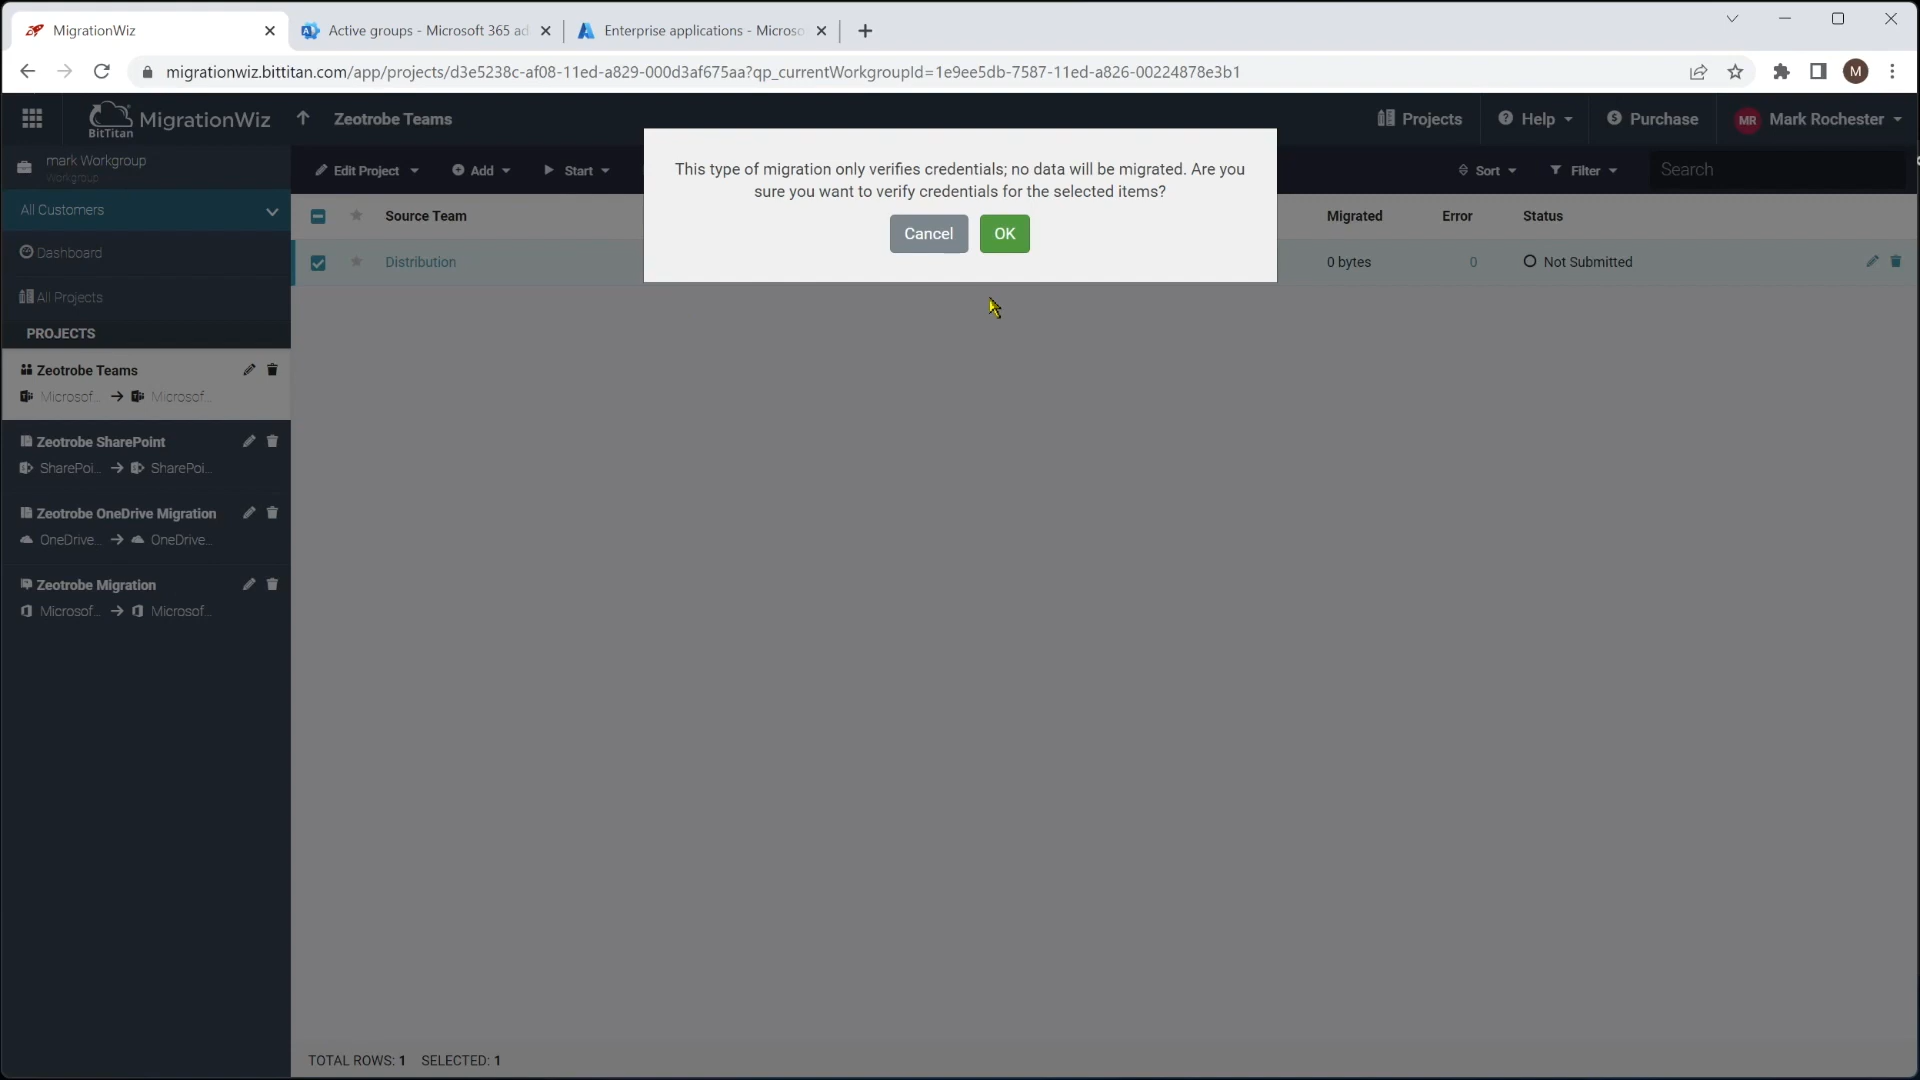 MigrationWiz
Active groups - Microsoft 365 ad
Enterprise applications - Microso
migrationwiz.bittitan.com/app/projects/d3e5238c-af08-11ed-a829-000d3af675aa?qp_currentWorkgroupId=1e9ee5db-7587-11ed-a826-00224878e3b1
M
BitTitan MigrationWiz
Zeotrobe Teams
Projects
Help
Purchase
MR Mark Rochester
mark Workgroup
Workgroup
Edit Project
Add
Start
Sort
Filter
Search
This type of migration only verifies credentials; no data will be migrated. Are you
sure you want to verify credentials for the selected items?
Cancel OK
All Customers
Source Team
Migrated
Error
Status
Dashboard
Distribution
0 bytes
0
Not Submitted
All Projects
PROJECTS
Zeotrobe Teams
Microsof... Microsof...
Zeotrobe SharePoint
SharePoi... SharePoi...
Zeotrobe OneDrive Migration
OneDrive... OneDrive...
Zeotrobe Migration
Microsof... Microsof...
TOTAL ROWS: 1 SELECTED: 1